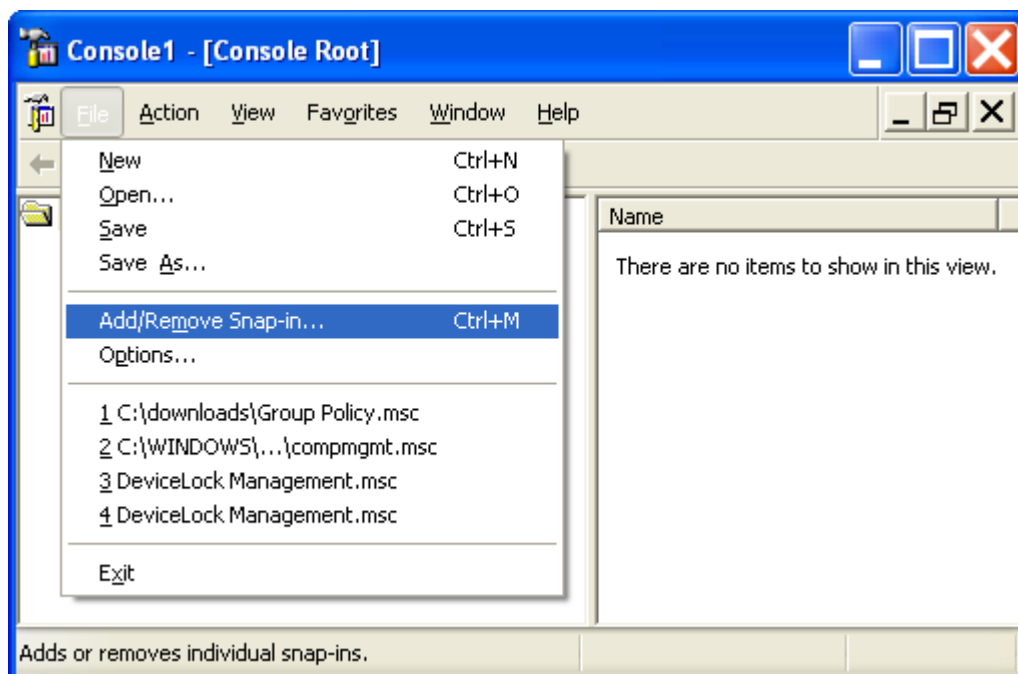 Console1 - [Console Root]
File Action View Favorites Window Help
New Ctrl+N
Open... Ctrl+O
Save Ctrl+S
Save As...
Add/Remove Snap-in... Ctrl+M
Options...
1 C:\downloads\Group Policy.msc
2 C:\WINDOWS\...\compmgmt.msc
3 DeviceLock Management.msc
4 DeviceLock Management.msc
Exit
Name
There are no items to show in this view.
Adds or removes individual snap-ins.